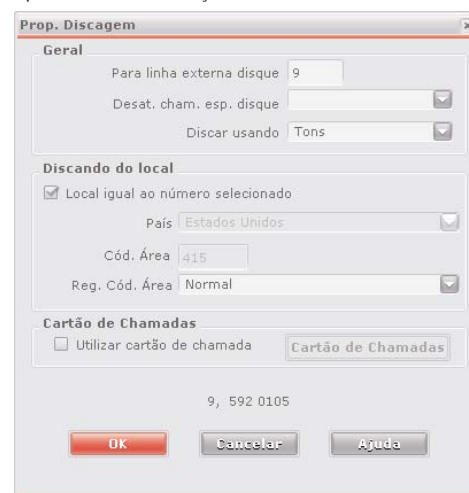 Prop. Discagem
Geral
Para linha externa disque 9
Desat. cham. esp. disque
Discar usando Tons
Discando do local
Local igual ao número selecionado
País Estados Unidos
Cód. Área 415
Reg. Cód. Área Normal
Cartão de Chamadas
Utilizar cartão de chamada Cartão de Chamadas
9, 592 0105
OK Cancelar Ajuda